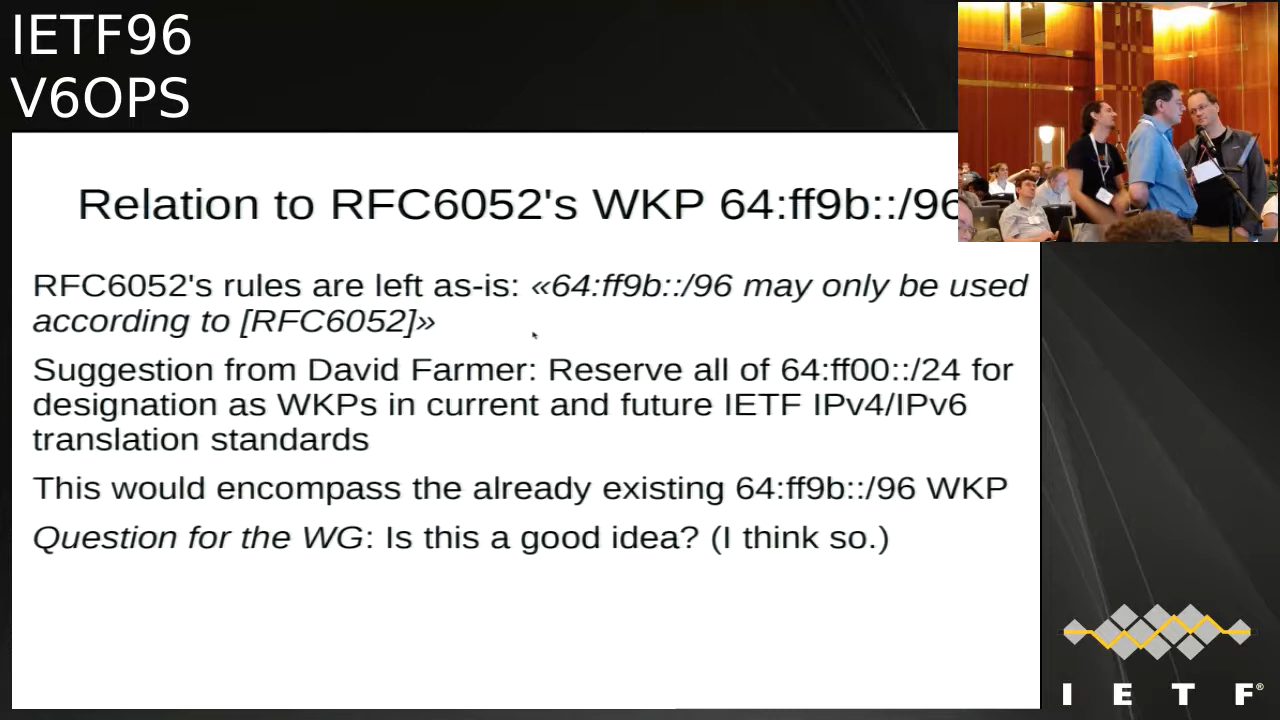 IETF96
V6OPS
Relation to RFC6052's WKP 64:ff9b::/96
RFC6052's rules are left as-is: «64:ff9b::/96 may only be used
according to [RFC6052]»
Suggestion from David Farmer: Reserve all of 64:ff00::/24 for
designation as WKPs in current and future IETF IPv4/IPv6
translation standards
This would encompass the already existing 64:ff9b::/96 WKP
Question for the WG: Is this a good idea? (I think so.)
I E T F®